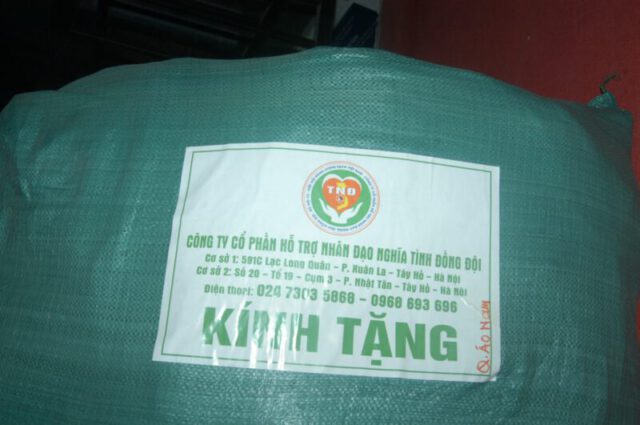 TNĐ
CÔNG TY CỔ PHẦN HỖ TRỢ NHÂN ĐẠO NGHĨA TÌNH ĐỒNG ĐỘI
Cơ sở 1: 591C Lạc Long Quân - P. Xuân La - Tây Hồ - Hà Nội
Cơ sở 2: Số 20 - Tổ 19 - Cụm 3 - P. Nhật Tân - Tây Hồ - Hà Nội
Điện thoại: 024 7303 5868 - 0968 693 696
KÍNH TẶNG
Q. ÁO NAM